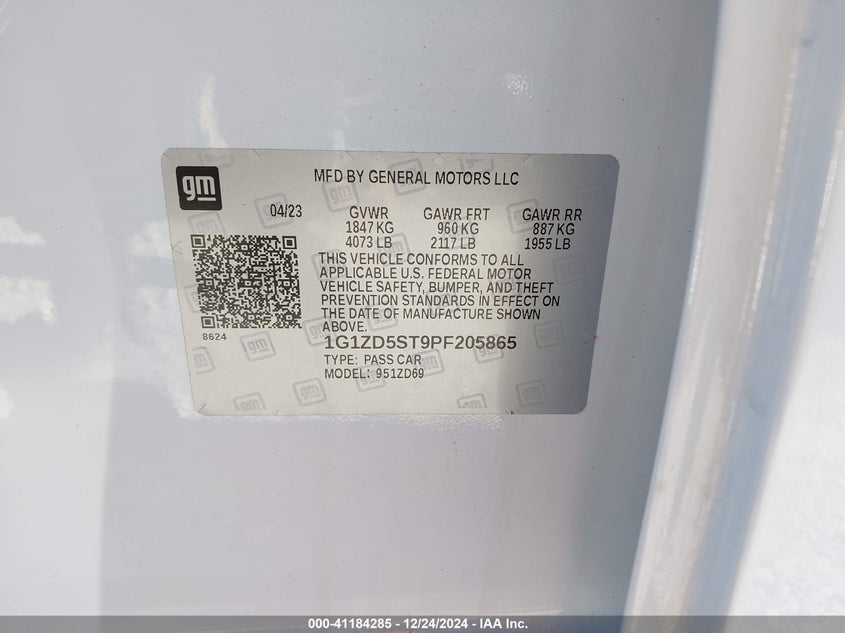 gm
MFD BY GENERAL MOTORS LLC
04/23 GVWR GAWR FRT GAWR RR
1847 KG 960 KG 887 KG
4073 LB 2117 LB 1955 LB
THIS VEHICLE CONFORMS TO ALL
APPLICABLE U.S. FEDERAL MOTOR
VEHICLE SAFETY, BUMPER, AND THEFT
PREVENTION STANDARDS IN EFFECT ON
THE DATE OF MANUFACTURE SHOWN
ABOVE.
8624
1G1ZD5ST9PF205865
TYPE: PASS CAR
MODEL: 951ZD69
000-41184285 - 12/24/2024 - IAA Inc.